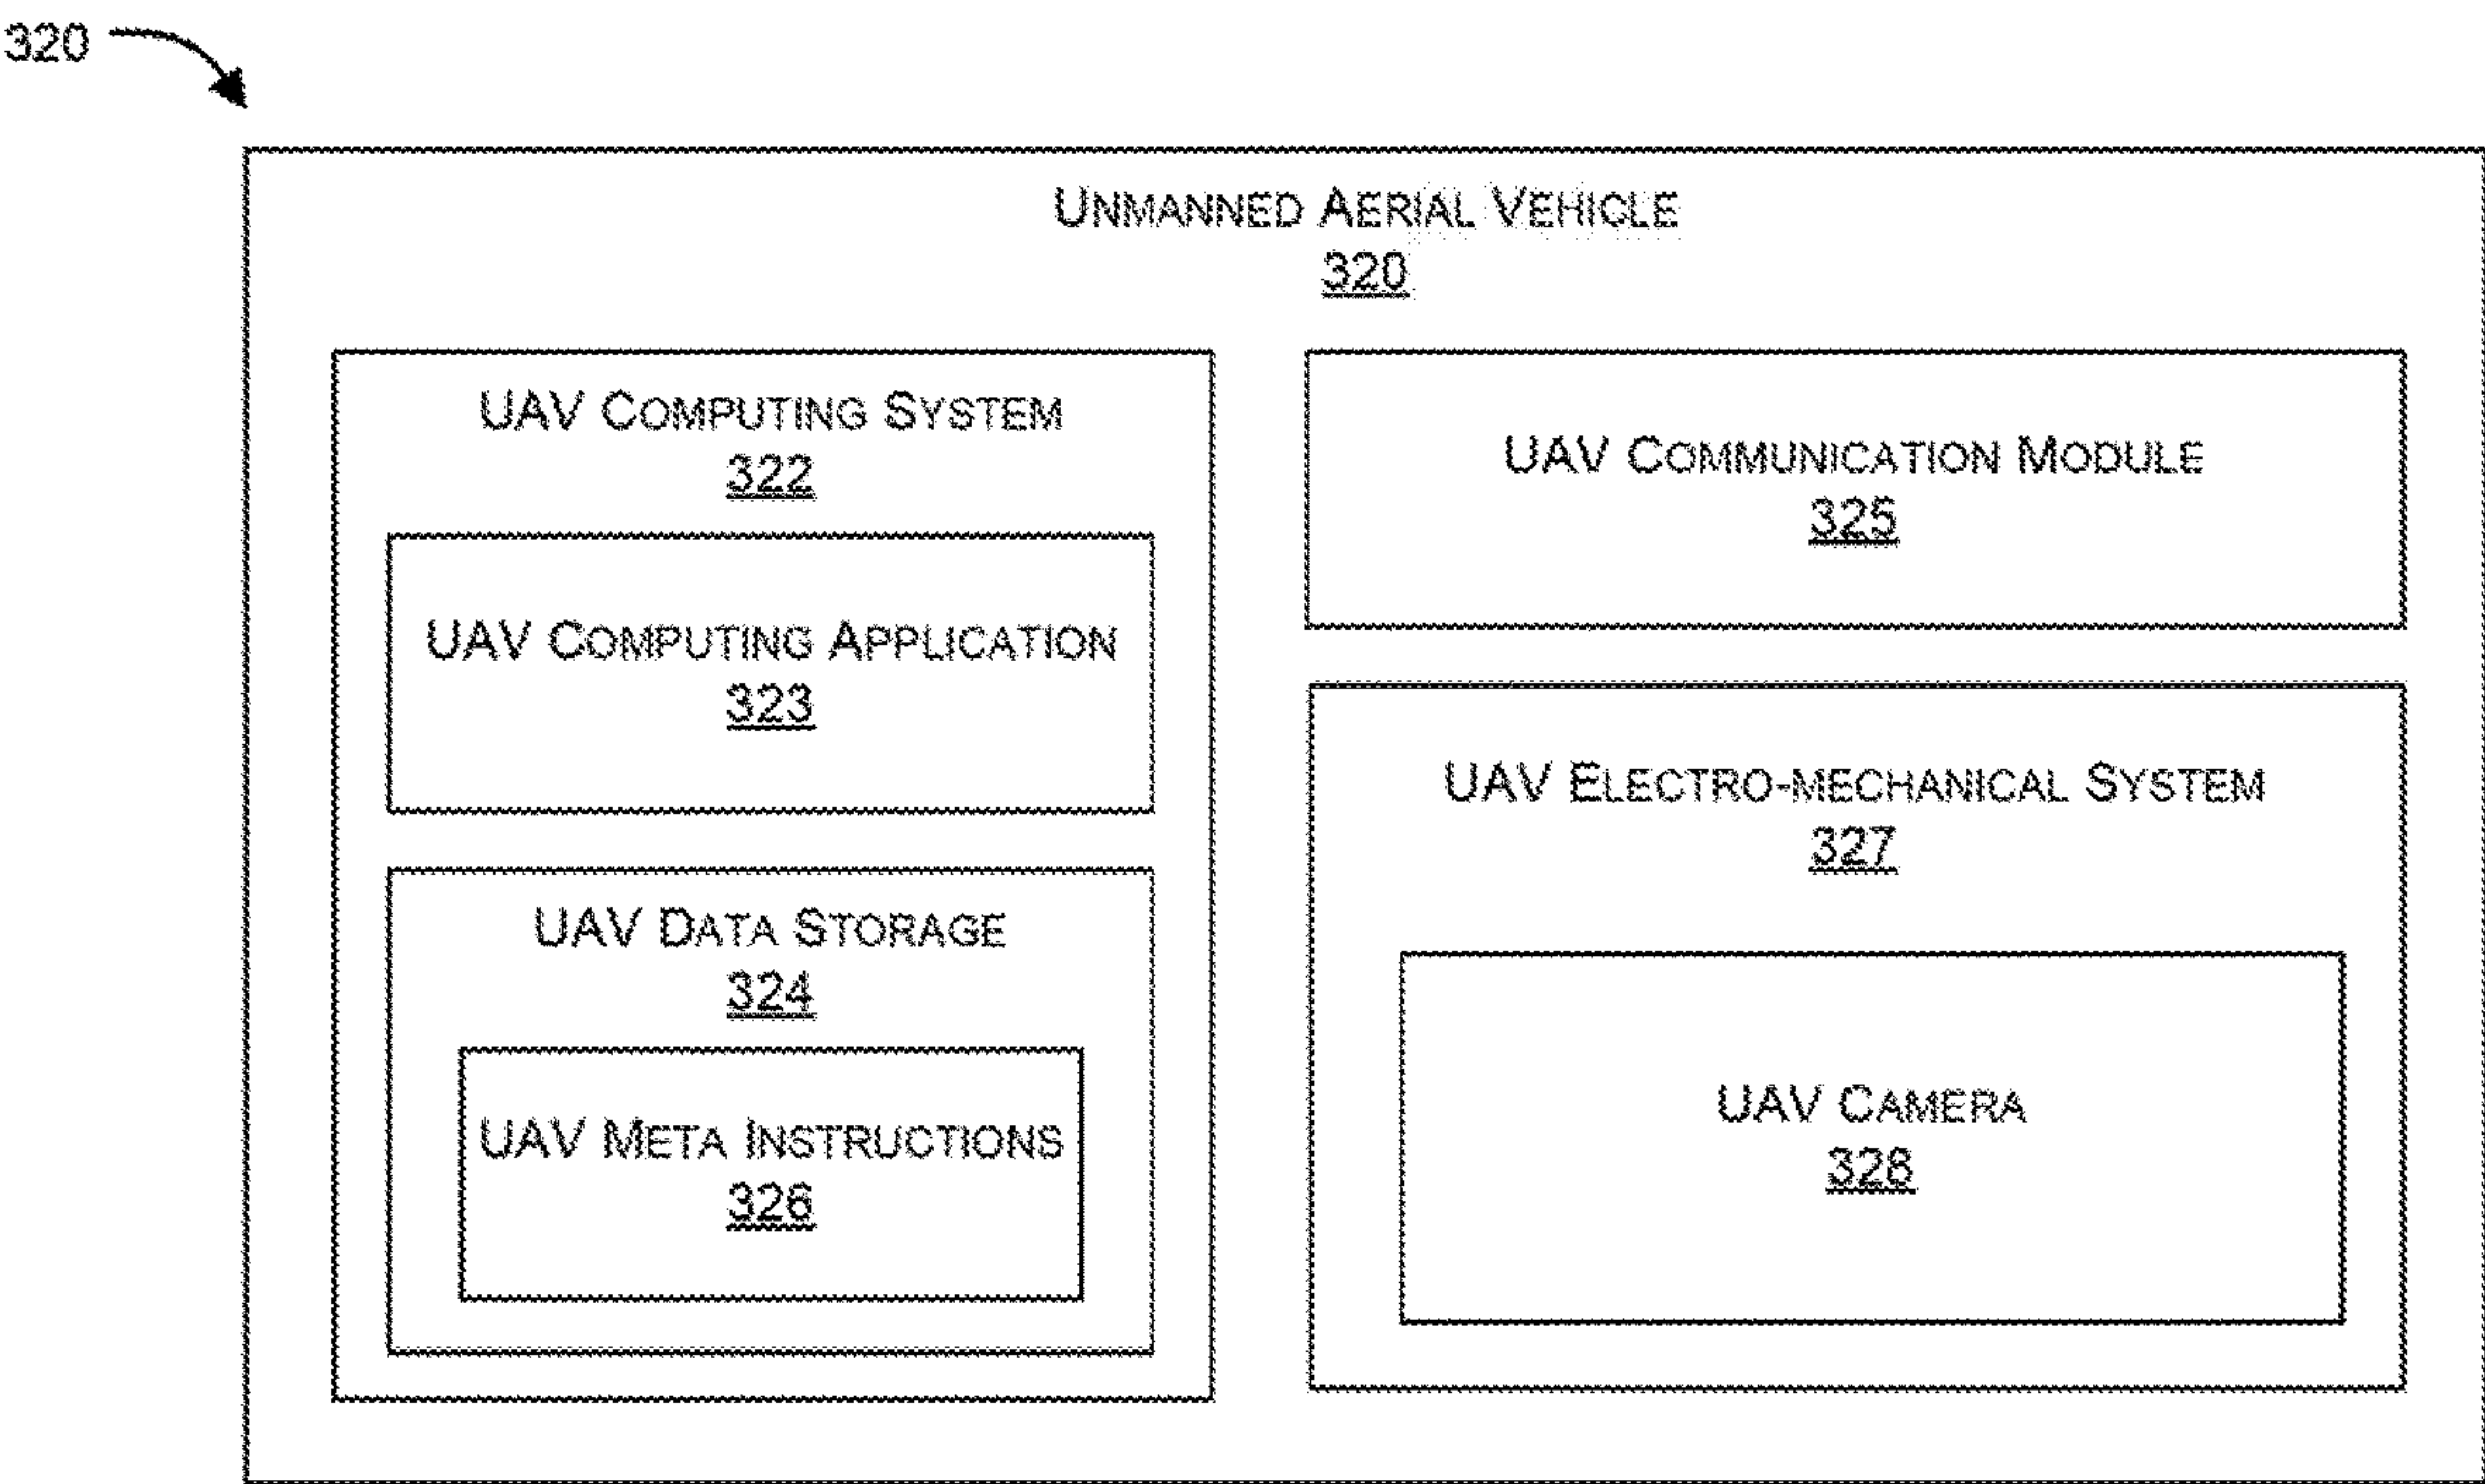 320
UNMANNED AERIAL VEHICLE
320
UAV COMPUTING SYSTEM
322
UAV COMPUTING APPLICATION
323
UAV DATA STORAGE
324
UAV META INSTRUCTIONS
326
UAV COMMUNICATION MODULE
325
UAV ELECTRO-MECHANICAL SYSTEM
327
UAV CAMERA
328